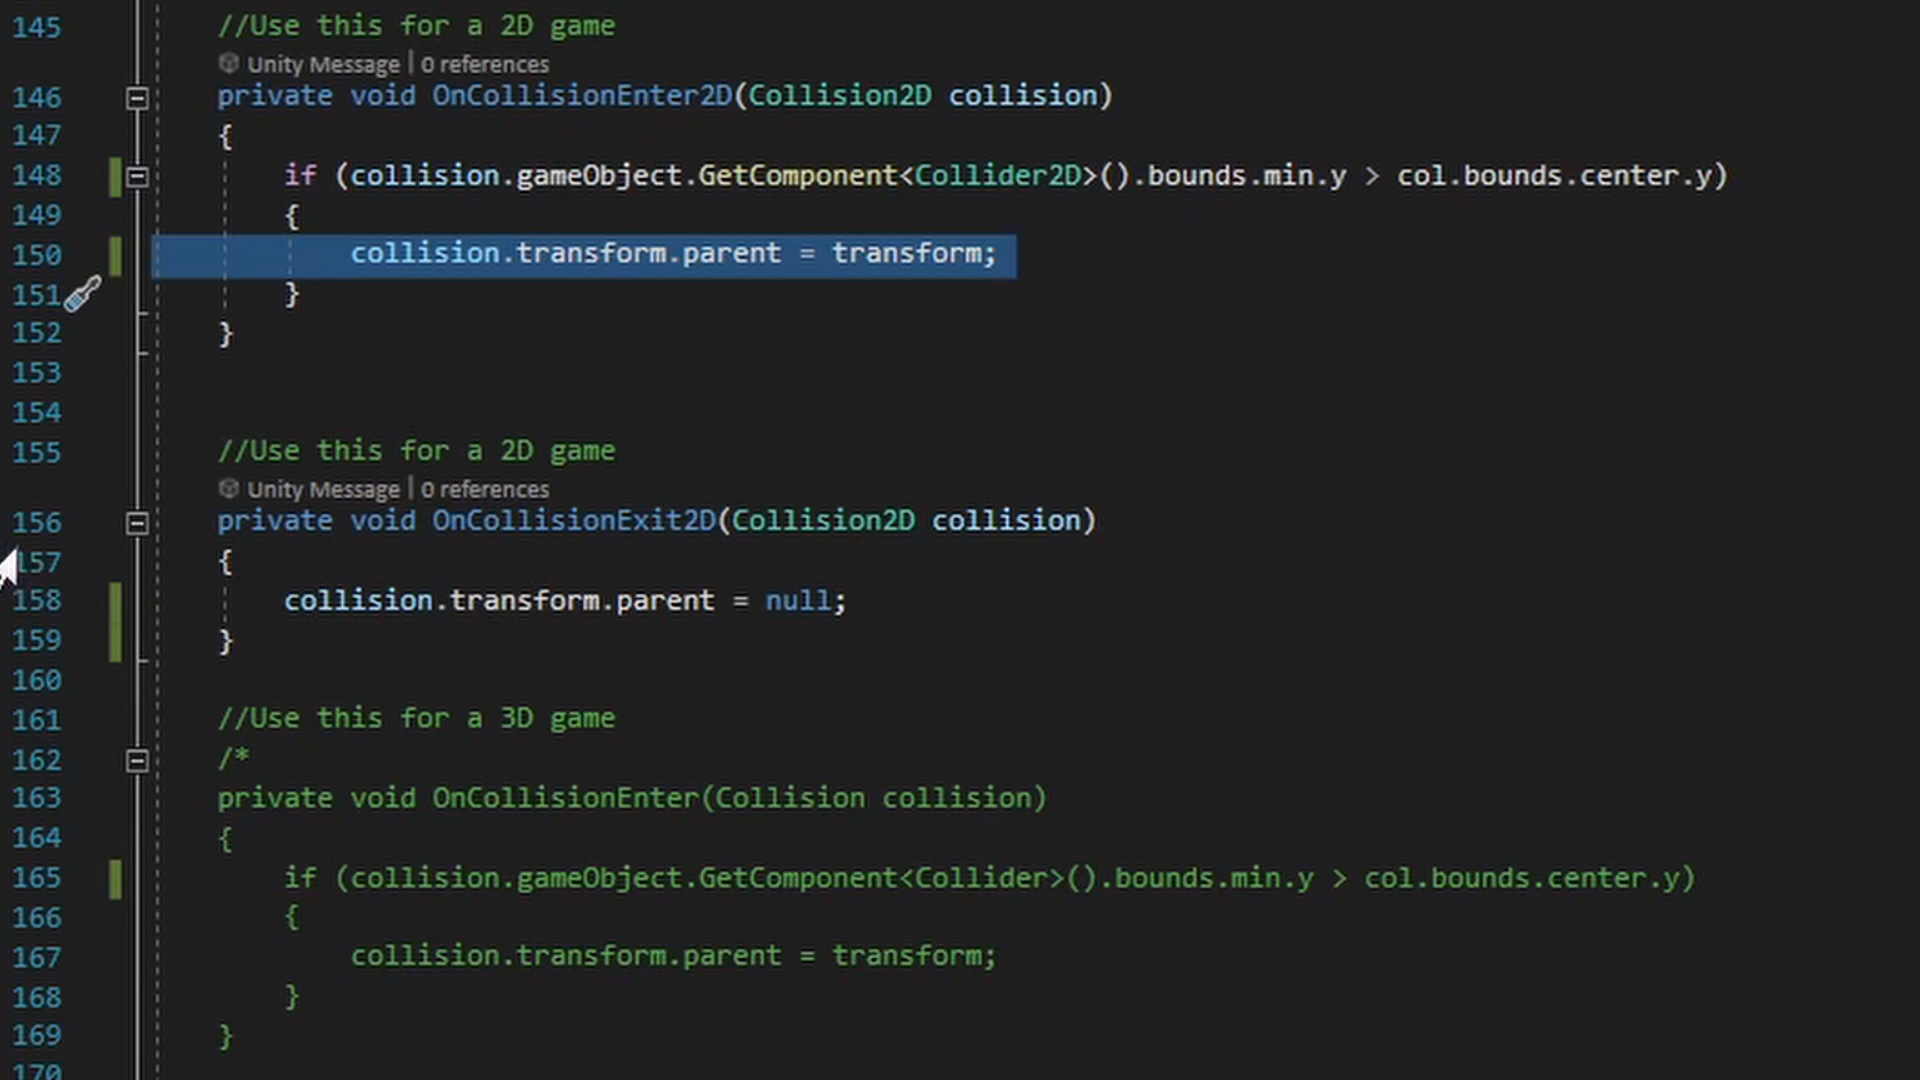 145 //Use this for a 2D game
Unity Message | 0 references
146 private void OnCollisionEnter2D(Collision2D collision)
147 {
148 if (collision.gameObject.GetComponent<Collider2D>().bounds.min.y > col.bounds.center.y)
149 {
150 collision.transform.parent = transform;
151 }
152 }
153
154
155 //Use this for a 2D game
Unity Message | 0 references
156 private void OnCollisionExit2D(Collision2D collision)
157 {
158 collision.transform.parent = null;
159 }
160
161 //Use this for a 3D game
162 /*
163 private void OnCollisionEnter(Collision collision)
164 {
165 if (collision.gameObject.GetComponent<Collider>().bounds.min.y > col.bounds.center.y)
166 {
167 collision.transform.parent = transform;
168 }
169 }
170